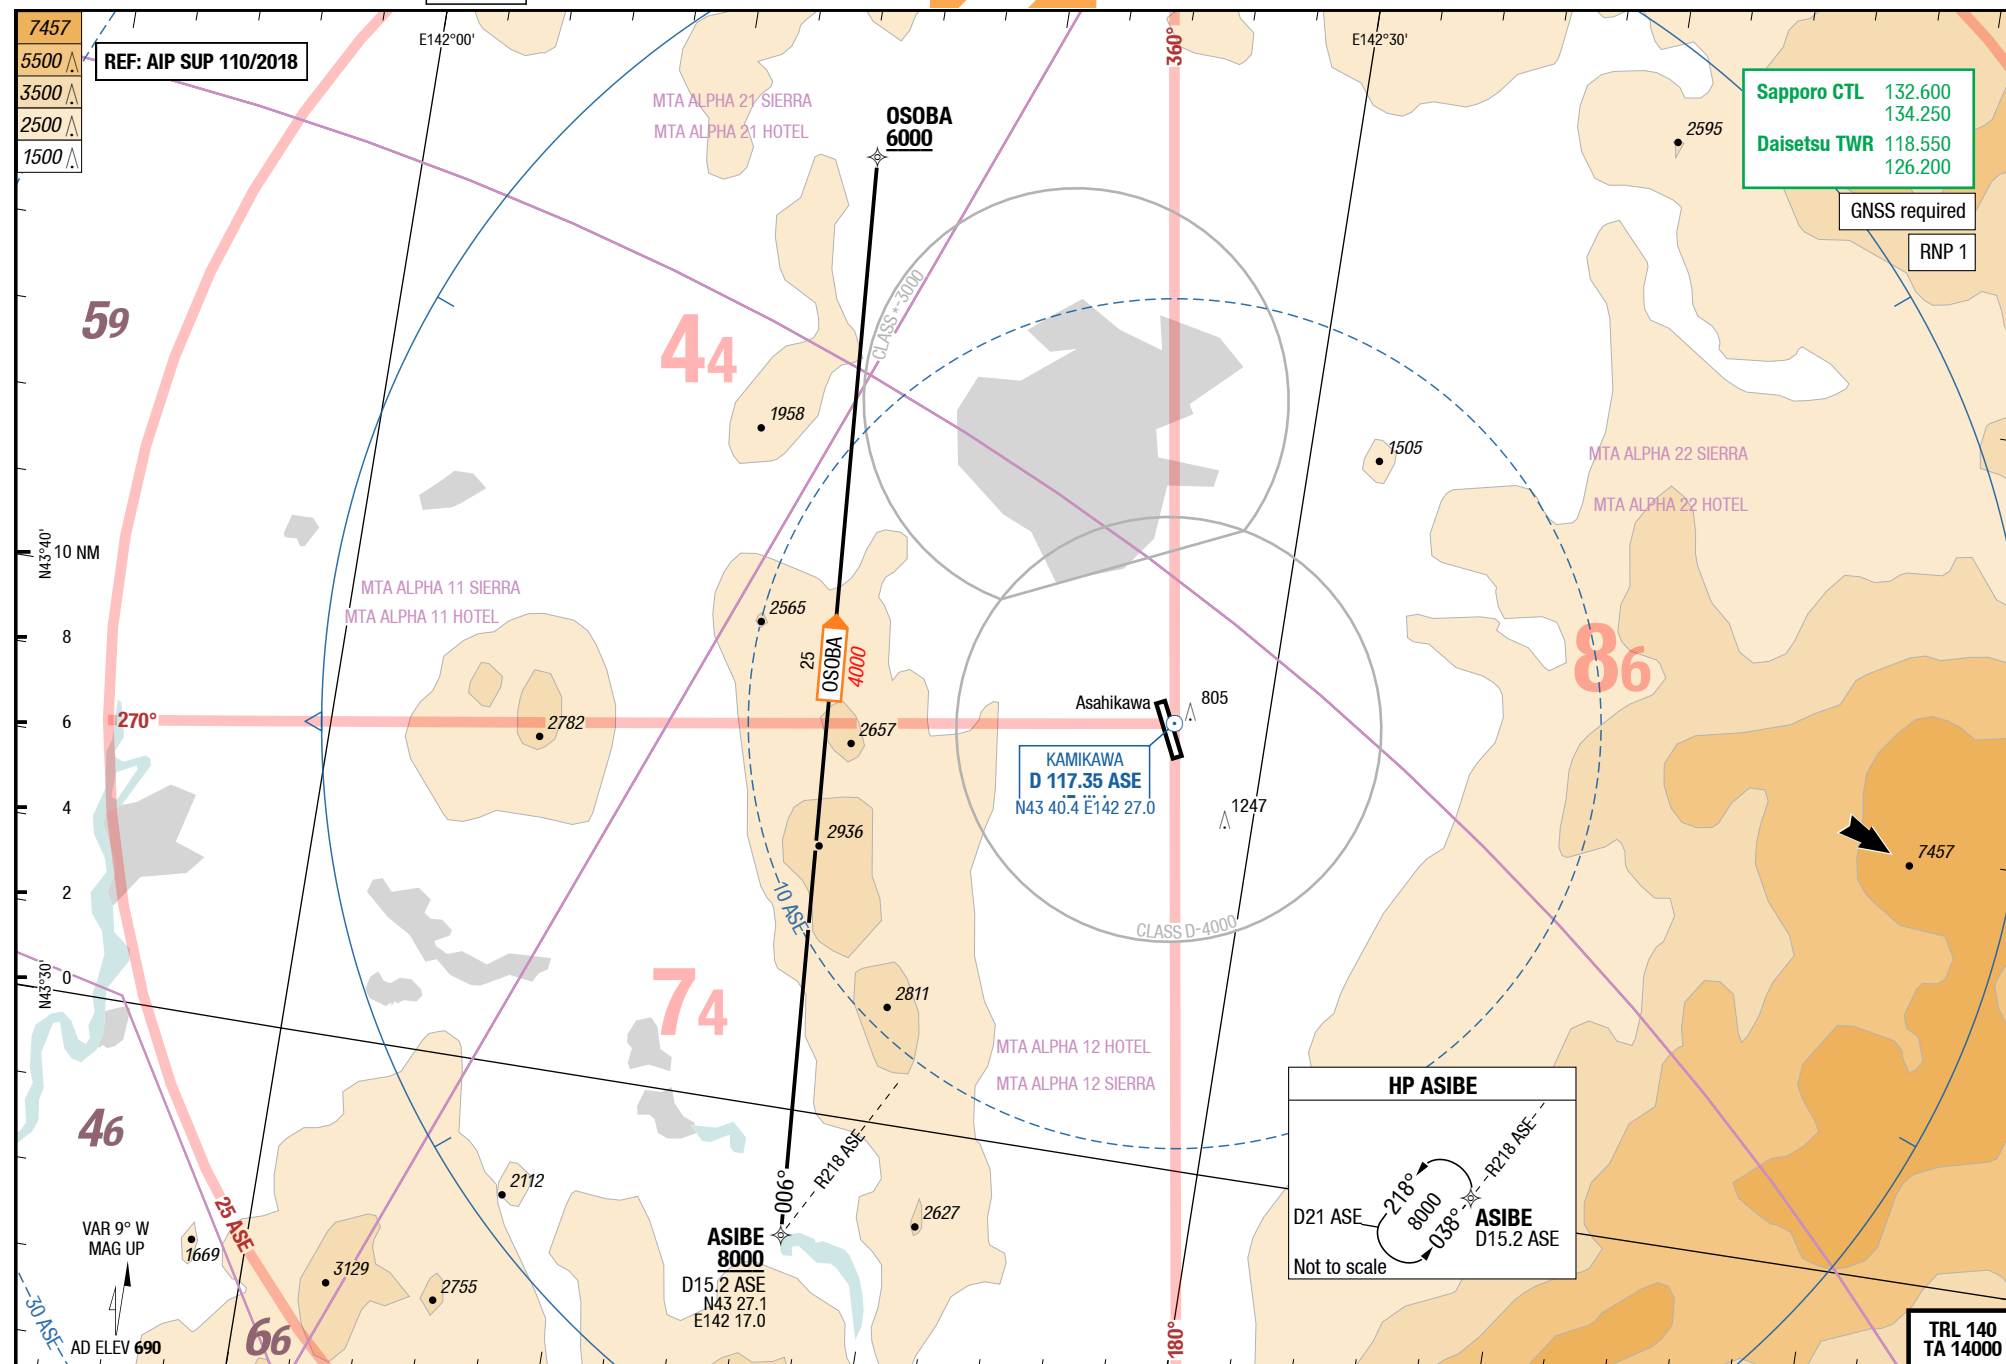 7457
5500
3500
2500
1500
REF: AIP SUP 110/2018
E142°00'
MTA ALPHA 21 SIERRA
MTA ALPHA 21 HOTEL
OSOBA
6000
360°
E142°30'
2595
Sapporo CTL 132.600
134.250
Daisetsu TWR 118.550
126.200
GNSS required
RNP 1
59
44
CLASS *-3000
1958
1505
MTA ALPHA 22 SIERRA
MTA ALPHA 22 HOTEL
N43°40'
10 NM
8
6
4
2
0
N43°30'
MTA ALPHA 11 SIERRA
MTA ALPHA 11 HOTEL
2565
25
OSOBA
4000
86
270°
2782
2657
Asahikawa
805
KAMIKAWA
D 117.35 ASE
N43 40.4 E142 27.0
1247
2936
7457
10 ASE
CLASS D-4000
74
2811
MTA ALPHA 12 HOTEL
MTA ALPHA 12 SIERRA
46
2112
006°
R218 ASE
2627
HP ASIBE
R218 ASE
218°
8000
038°
D21 ASE
ASIBE
D15.2 ASE
Not to scale
VAR 9° W
MAG UP
1669
25 ASE
3129
2755
ASIBE
8000
D15.2 ASE
N43 27.1
E142 17.0
30 ASE
AD ELEV 690
66
180°
TRL 140
TA 14000